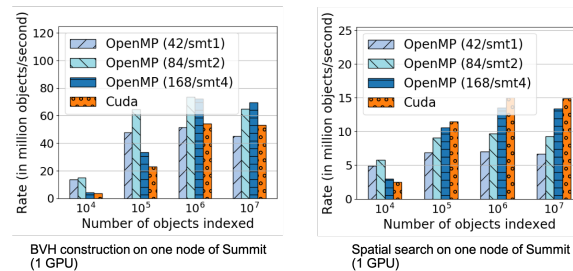 Rate (in million objects/second)
120
100
80
60
40
20
0
OpenMP (42/smt1)
OpenMP (84/smt2)
OpenMP (168/smt4)
Cuda
10^4 10^5 10^6 10^7
Number of objects indexed
BVH construction on one node of Summit
(1 GPU)
Rate (in million objects/second)
25
20
15
10
5
0
OpenMP (42/smt1)
OpenMP (84/smt2)
OpenMP (168/smt4)
Cuda
10^4 10^5 10^6 10^7
Number of objects indexed
Spatial search on one node of Summit
(1 GPU)